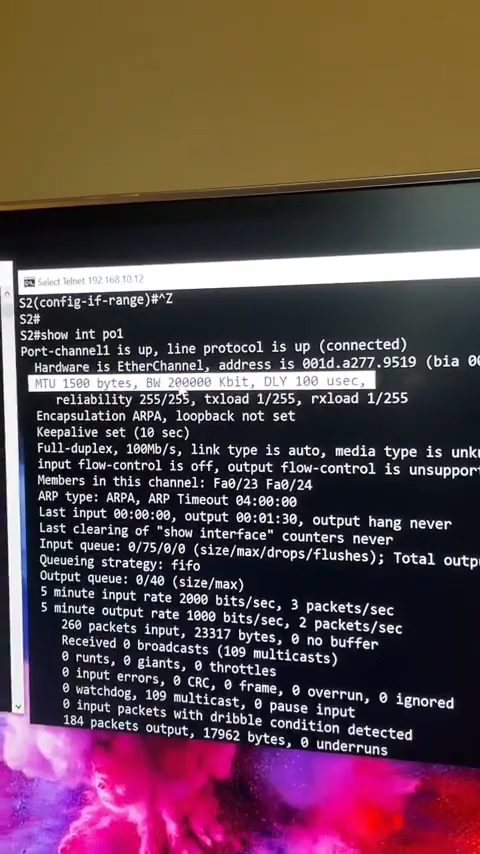 Select Telnet 192.168.10.12
S2(config-if-range)#^Z
S2#
S2#show int po1
Port-channel1 is up, line protocol is up (connected)
Hardware is EtherChannel, address is 001d.a277.9519 (bia 00
MTU 1500 bytes, BW 200000 Kbit, DLY 100 usec,
reliability 255/255, txload 1/255, rxload 1/255
Encapsulation ARPA, loopback not set
Keepalive set (10 sec)
Full-duplex, 100Mb/s, link type is auto, media type is unk
input flow-control is off, output flow-control is unsuppor
Members in this channel: Fa0/23 Fa0/24
ARP type: ARPA, ARP Timeout 04:00:00
Last input 00:00:00, output 00:01:30, output hang never
Last clearing of "show interface" counters never
Input queue: 0/75/0/0 (size/max/drops/flushes); Total outp
Queueing strategy: fifo
Output queue: 0/40 (size/max)
5 minute input rate 2000 bits/sec, 3 packets/sec
5 minute output rate 1000 bits/sec, 2 packets/sec
260 packets input, 23317 bytes, 0 no buffer
Received 0 broadcasts (109 multicasts)
0 runts, 0 giants, 0 throttles
0 input errors, 0 CRC, 0 frame, 0 overrun, 0 ignored
0 watchdog, 109 multicast, 0 pause input
0 input packets with dribble condition detected
184 packets output, 17962 bytes, 0 underruns